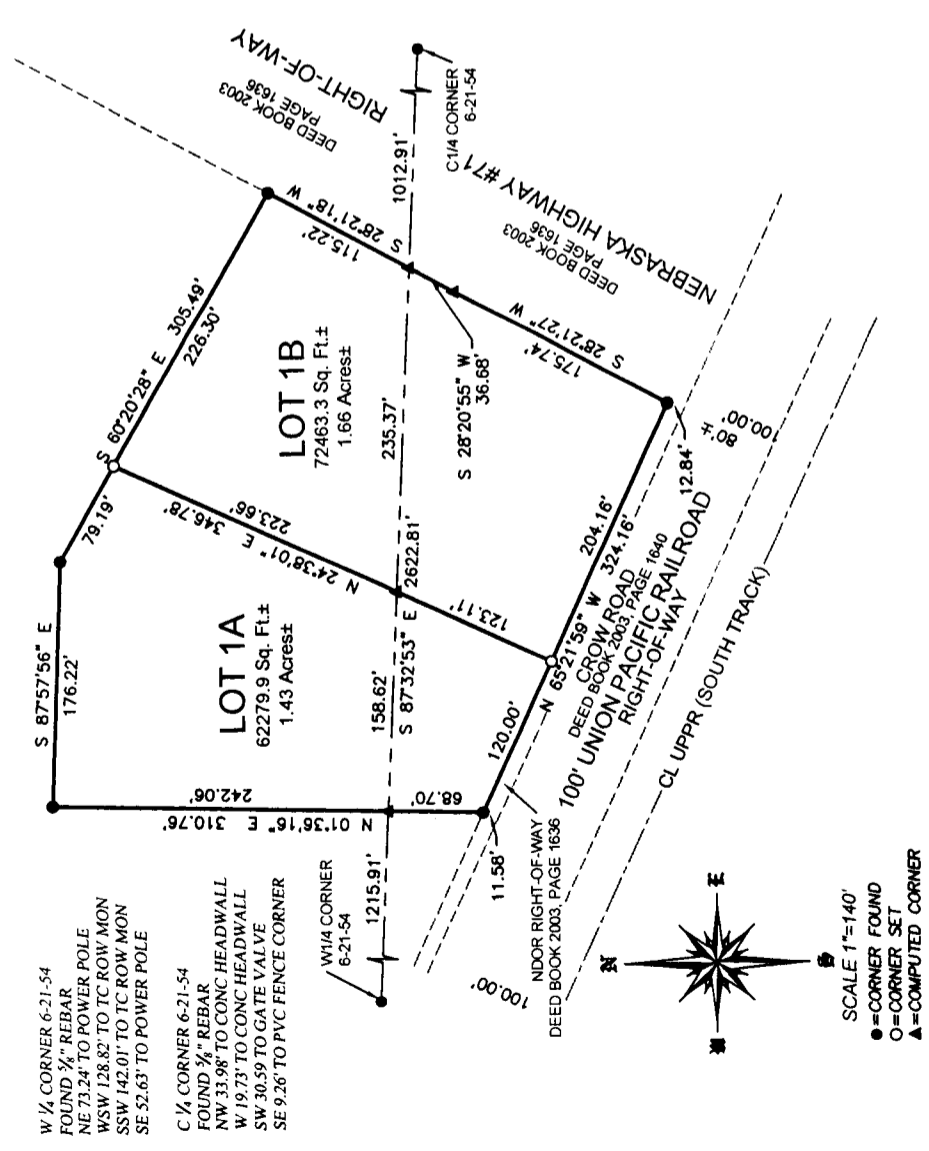 RIGHT-OF-WAY
DEED BOOK 2003
PAGE 1636
1012.91'
C1/4 CORNER
6-21-54
NEBRASKA HIGHWAY #71
DEED BOOK 2003
PAGE 1636
S 28°21'18" W
115.22'
S 60°20'28" E 305.49'
226.30'
79.19'
LOT 1B
72463.3 Sq. Ft.±
1.66 Acres±
235.37'
S 28°20'55" W
36.68'
S 28°21'27" W
175.74'
N 24°38'01" E 346.78'
223.66'
123.11'
S 87°57'56" E
176.22'
LOT 1A
62279.9 Sq. Ft.±
1.43 Acres±
158.62'
S 87°32'53" E 2622.81'
N 01°36'16" E 310.76'
242.06'
68.70'
120.00'
204.16'
N 65°21'59" W 324.16'
12.84'
80'±
100.00'
CROW ROAD
DEED BOOK 2003, PAGE 1640
100' UNION PACIFIC RAILROAD
RIGHT-OF-WAY
CL UPPR (SOUTH TRACK)
11.58'
NDOR RIGHT-OF-WAY
DEED BOOK 2003, PAGE 1636
100.00'
W1/4 CORNER
6-21-54
1215.91'
W ¼ CORNER 6-21-54
FOUND ⅝" REBAR
NE 73.24' TO POWER POLE
WSW 128.82' TO TC ROW MON
SSW 142.01' TO TC ROW MON
SE 52.63' TO POWER POLE
C ¼ CORNER 6-21-54
FOUND ⅝" REBAR
NW 33.98' TO CONC HEADWALL
W 19.73' TO CONC HEADWALL
SW 30.59 TO GATE VALVE
SE 9.26' TO PVC FENCE CORNER
N
E
S
W
SCALE 1"=140'
●=CORNER FOUND
○=CORNER SET
▲=COMPUTED CORNER